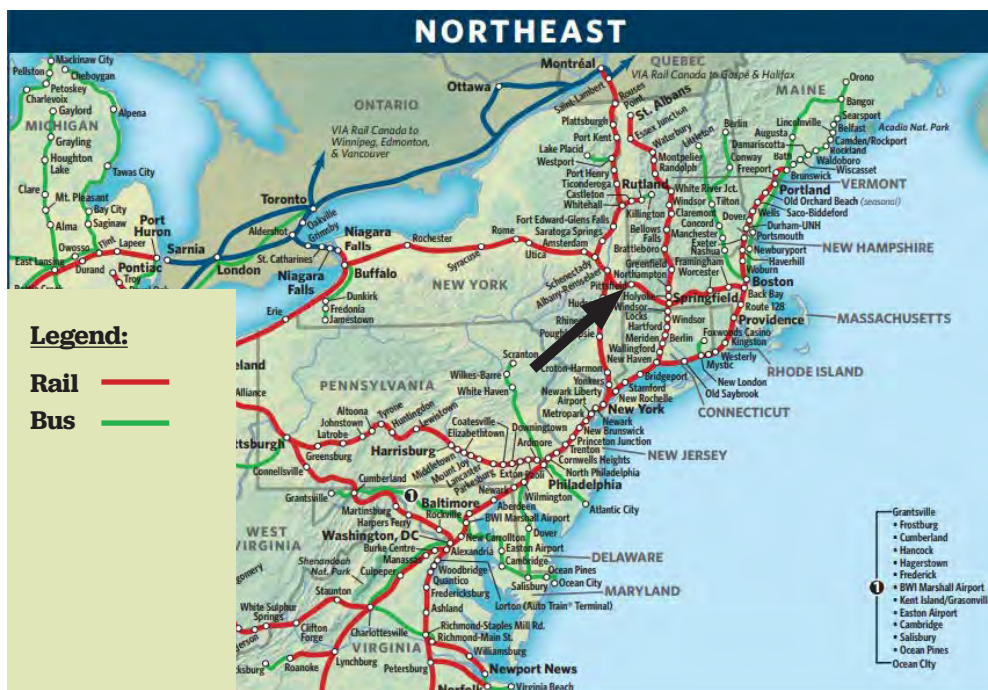 NORTHEAST
Mackinaw City
Pellston
Cheboygan
Petoskey
Charlevoix
Gaylord
Alpena
MICHIGAN
Grayling
Houghton
Lake
Tawas City
Clare
Mt. Pleasant
Bay City
Alma
Saginaw
Owosso
Flint
Lapeer
Port
Huron
East Lansing
Durand
Pontiac
Sarnia
ONTARIO
VIA Rail Canada to
Winnipeg, Edmonton,
& Vancouver
Ottawa
Montréal
QUEBEC
VIA Rail Canada to Gaspé & Halifax
Toronto
Oakville
Aldershot
Grimsby
St. Catharines
London
Niagara
Falls
Niagara
Falls
Buffalo
Dunkirk
Fredonia
Jamestown
Erie
Rochester
Syracuse
Rome
Utica
NEW YORK
Saint Lambert
Rouses
Point
Plattsburgh
Port Kent
Lake Placid
Westport
Port Henry
Ticonderoga
Castleton
Whitehall
Rutland
Killington
Fort Edward-Glens Falls
Saratoga Springs
Amsterdam
Schenectady
Albany-Rensselaer
St. Albans
Essex Junction
Waterbury
Montpelier
Randolph
White River Jct.
Windsor
Claremont
Bellows
Falls
Brattleboro
Greenfield
Northampton
Pittsfield
Holyoke
Windsor
Locks
Hartford
Meriden
Wallingford
New Haven
Windsor
Berlin
Littleton
Berlin
Conway
Tilton
Concord
Manchester
Nashua
Exeter
Dover
Framingham
Worcester
Springfield
MAINE
Orono
Bangor
Searsport
Belfast
Acadia Nat. Park
Camden/Rockport
Rockland
Lincolnville
Augusta
Damariscotta
Waldoboro
Wiscasset
Bath
Brunswick
Freeport
VERMONT
Portland
Old Orchard Beach (seasonal)
Saco-Biddeford
Wells
Durham-UNH
Portsmouth
NEW HAMPSHIRE
Newburyport
Haverhill
Woburn
Boston
Back Bay
Route 128
MASSACHUSETTS
Providence
Foxwoods Casino
Kingston
Westerly
Mystic
RHODE ISLAND
New London
Old Saybrook
CONNECTICUT
Bridgeport
Stamford
New Rochelle
Croton-Harmon
Yonkers
Newark Liberty
Airport
New York
Newark
Metropark
New Brunswick
Princeton Junction
Trenton
NEW JERSEY
Cornwells Heights
North Philadelphia
Philadelphia
Scranton
Wilkes-Barre
White Haven
PENNSYLVANIA
Altoona
Tyrone
Johnstown
Huntingdon
Lewistown
Latrobe
Greensburg
Connellsville
Alliance
Harrisburg
Coatesville
Elizabethtown
Downingtown
Ardmore
Middletown
Mount Joy
Lancaster
Parkesburg
Exton
Paoli
Cumberland
Grantsville
Martinsburg
Harpers Ferry
1
Baltimore
Rockville
Newark
Aberdeen
Wilmington
BWI Marshall Airport
Atlantic City
Washington, DC
New Carrollton
Dover
Easton Airport
Cambridge
DELAWARE
Ocean Pines
Ocean City
Salisbury
MARYLAND
WEST
VIRGINIA
Burke Centre
Manassas
Alexandria
Woodbridge
Quantico
Fredericksburg
Lorton (Auto Train® Terminal)
Shenandoah
Nat. Park
Culpeper
Staunton
White Sulphur
Springs
Clifton
Forge
Charlottesville
Ashland
Richmond-Staples Mill Rd.
Richmond-Main St.
Williamsburg
VIRGINIA
Roanoke
Lynchburg
Petersburg
Newport News
Norfolk
Virginia Beach
Legend:
Rail
Bus
Grantsville
Frostburg
Cumberland
Hancock
Hagerstown
Frederick
1
BWI Marshall Airport
Kent Island/Grasonville
Easton Airport
Cambridge
Salisbury
Ocean Pines
Ocean CIty